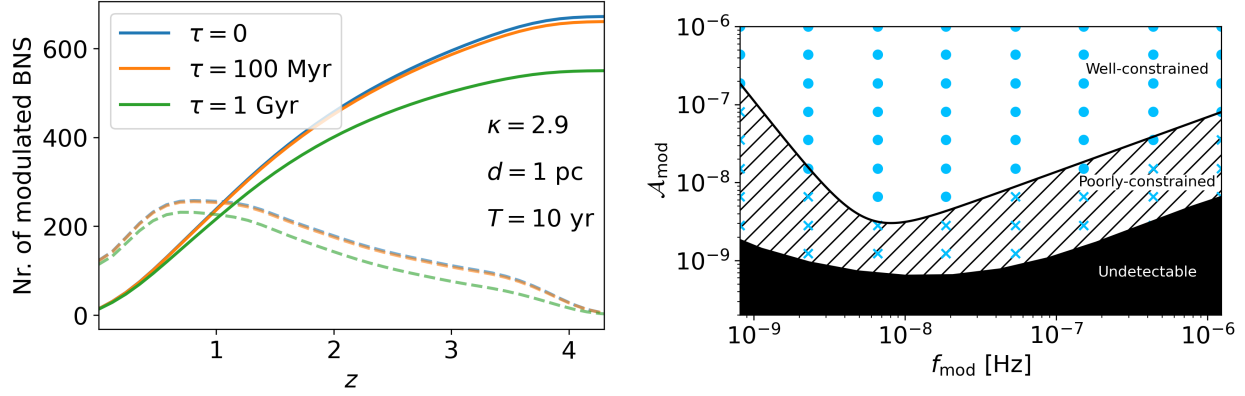 Nr. of modulated BNS
600
400
200
0
τ = 0
τ = 100 Myr
τ = 1 Gyr
κ = 2.9
d = 1 pc
T = 10 yr
1 2 3 4
z
𝒜mod
10⁻⁶
10⁻⁷
10⁻⁸
10⁻⁹
Well-constrained
Poorly-constrained
Undetectable
10⁻⁹ 10⁻⁸ 10⁻⁷ 10⁻⁶
fmod [Hz]